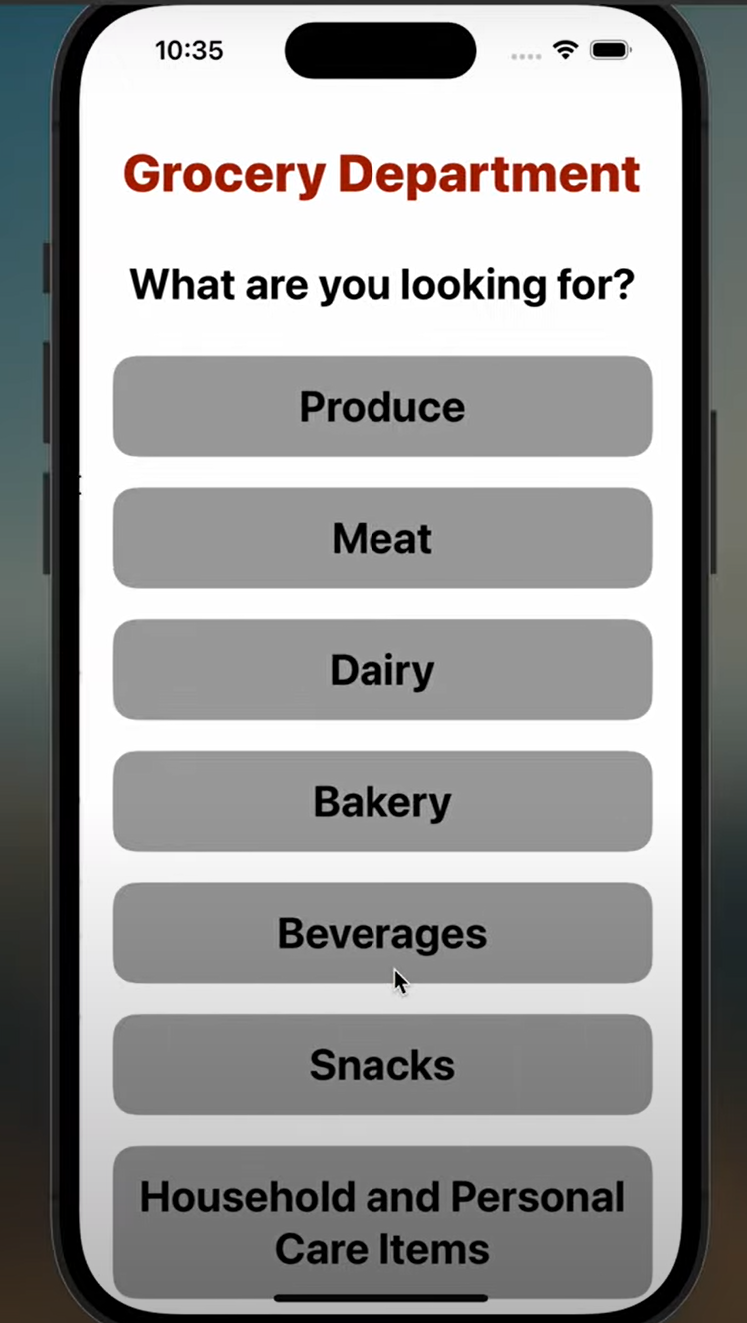 10:35
Grocery Department
What are you looking for?
Produce
Meat
Dairy
Bakery
Beverages
Snacks
Household and Personal
Care Items